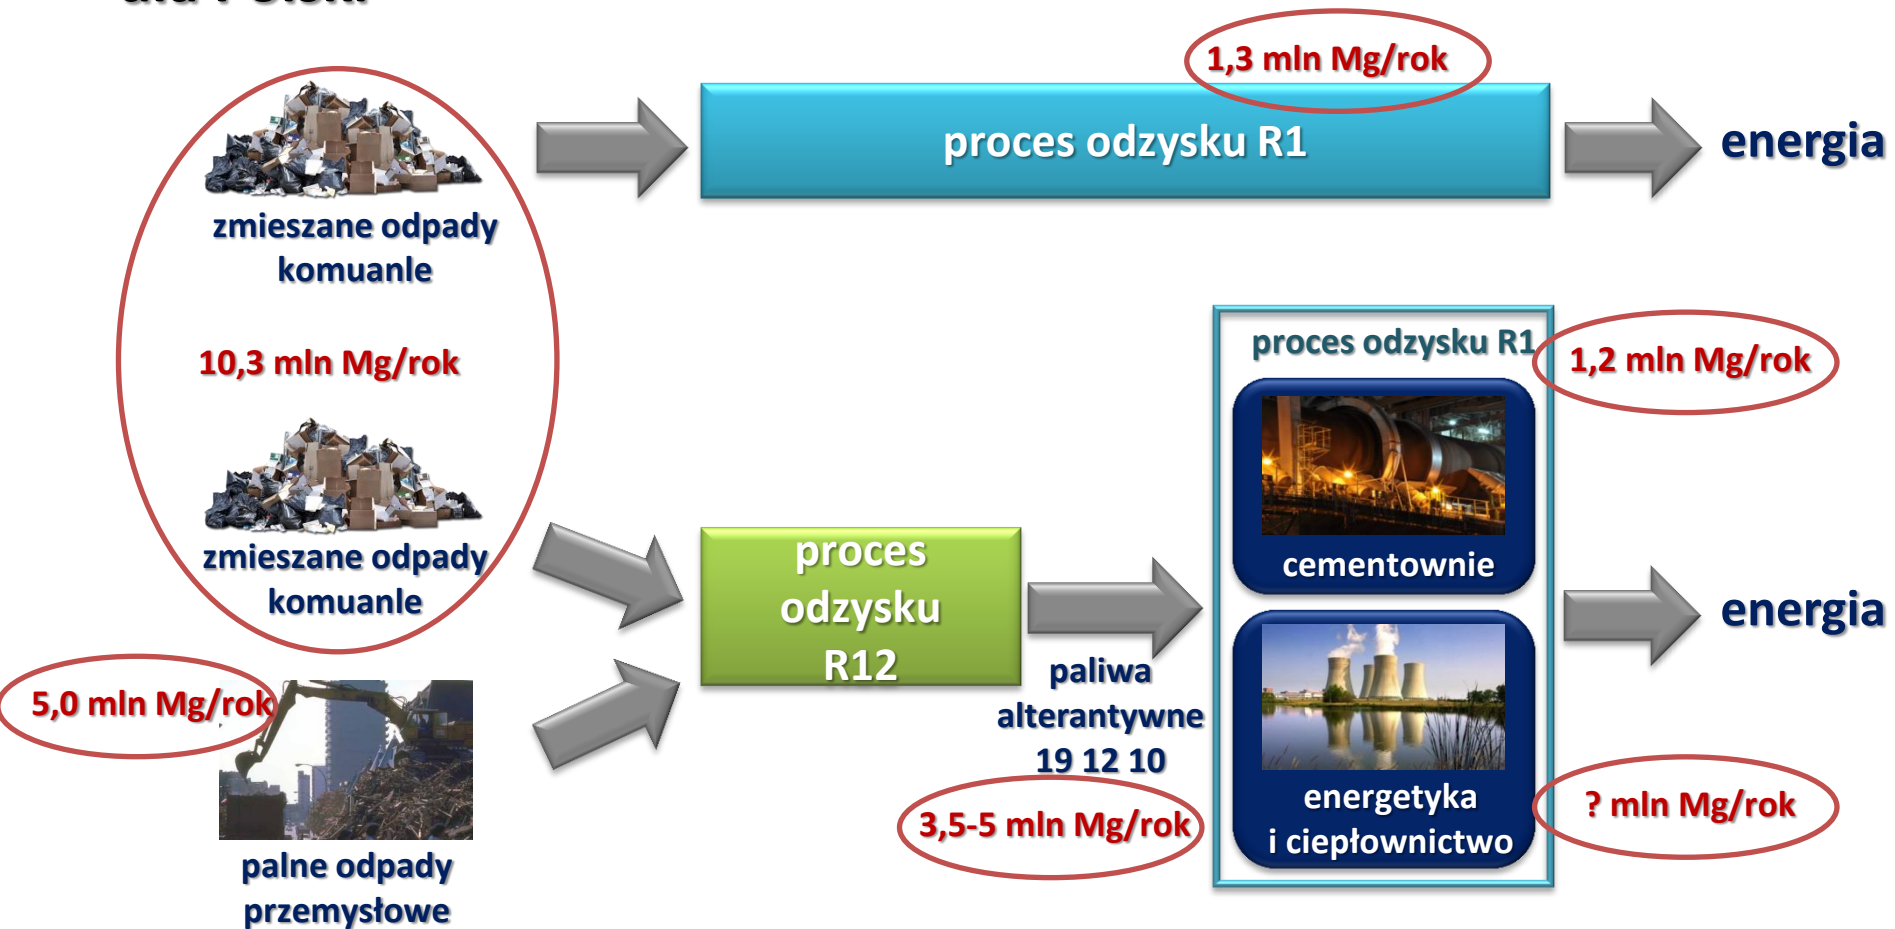 1,3 mln Mg/rok
proces odzysku R1
energia
zmieszane odpady
komuanle
10,3 mln Mg/rok
zmieszane odpady
komuanle
5,0 mln Mg/rok
palne odpady
przemysłowe
proces
odzysku
R12
paliwa
alterantywne
19 12 10
3,5-5 mln Mg/rok
proces odzysku R1
1,2 mln Mg/rok
cementownie
energetyka
i ciepłownictwo
? mln Mg/rok
energia